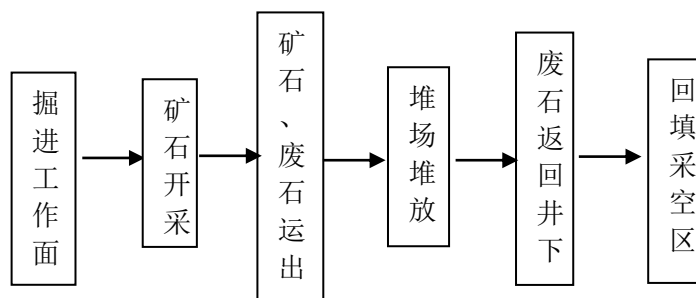 掘进工作面
矿石开采
矿石、废石运出
堆场堆放
废石返回井下
回填采空区